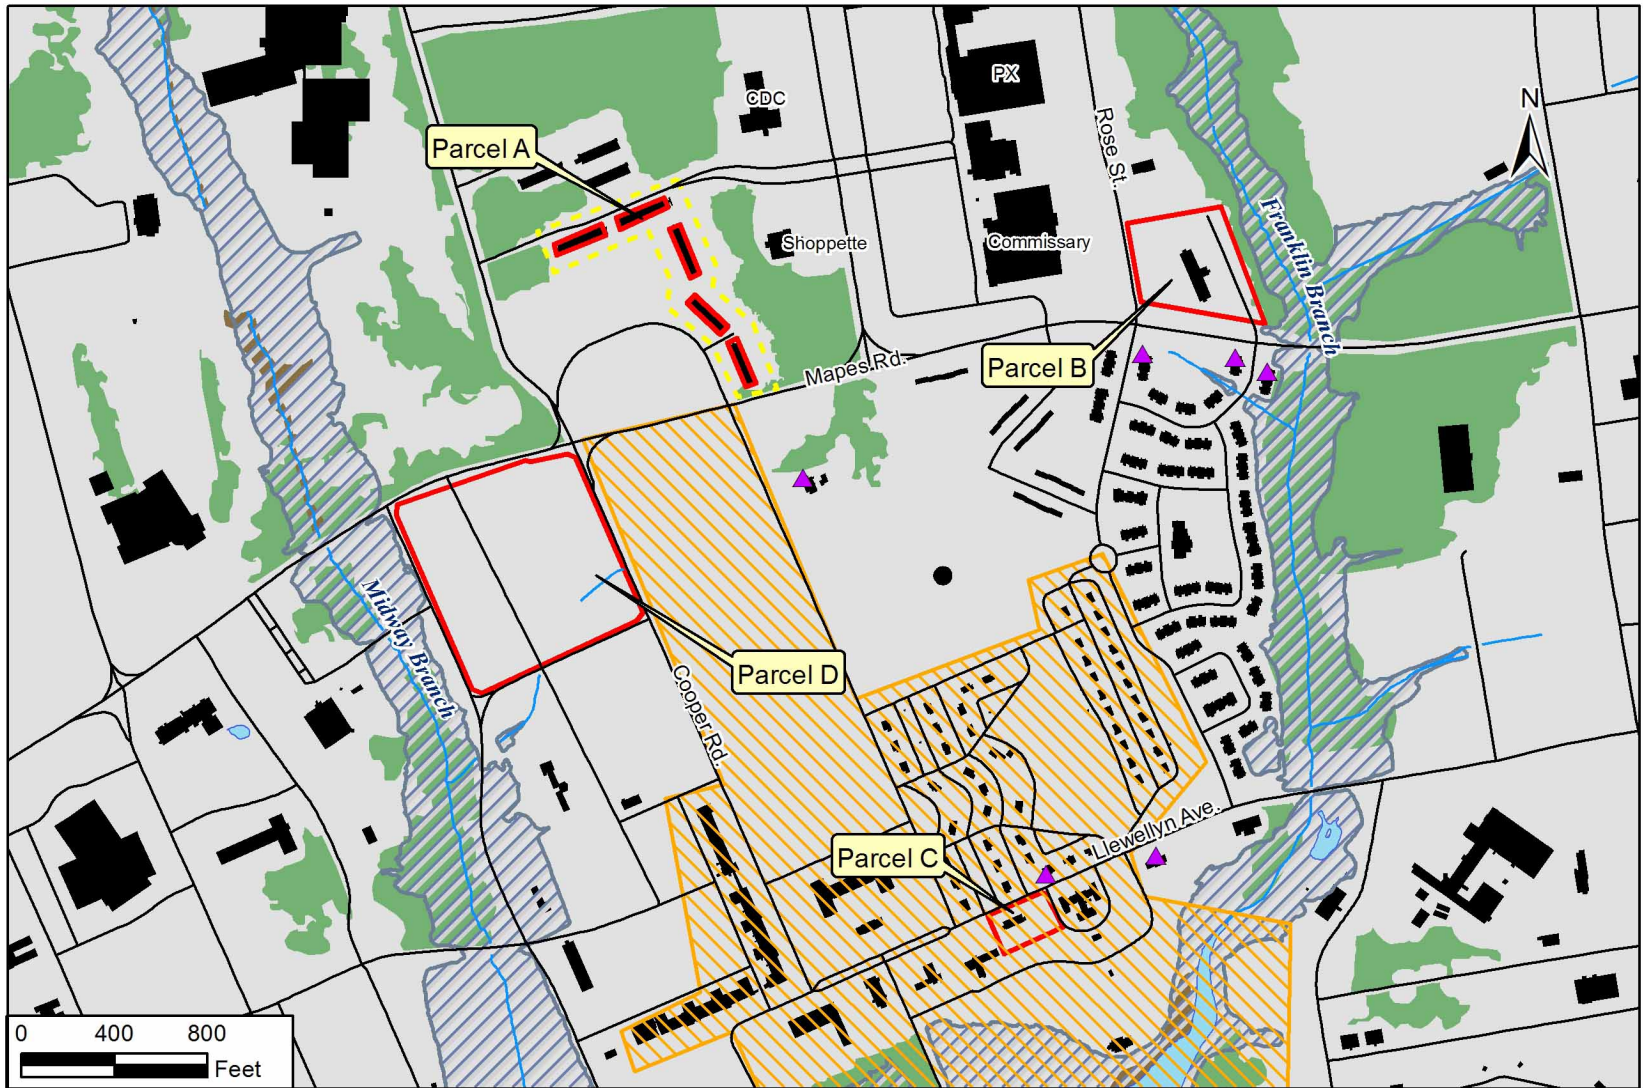 PX
CDC
N
Parcel A
Rose St.
Franklin Branch
Shoppette
Commissary
Mapes Rd.
Parcel B
Midway Branch
Parcel D
Cooper Rd.
Llewellyn Ave.
Parcel C
0 400 800
Feet